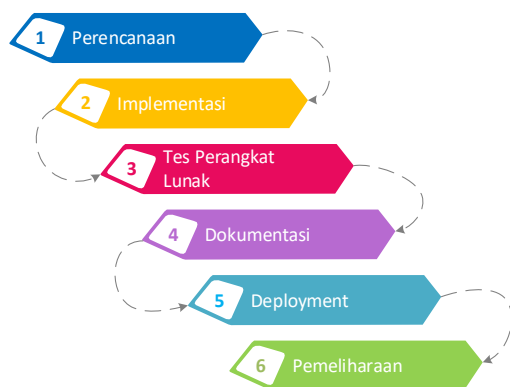 1 Perencanaan
2 Implementasi
3 Tes Perangkat
Lunak
4 Dokumentasi
5 Deployment
6 Pemeliharaan